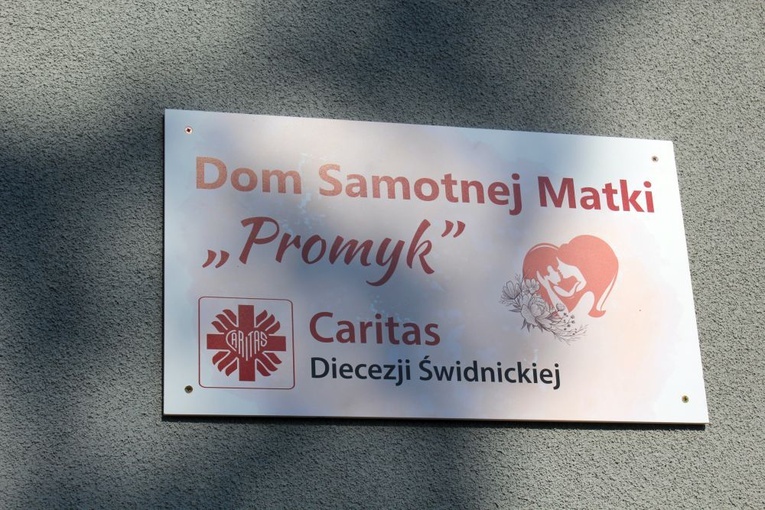 Dom Samotnej Matki
„Promyk”
CARITAS
Caritas
Diecezji Świdnickiej